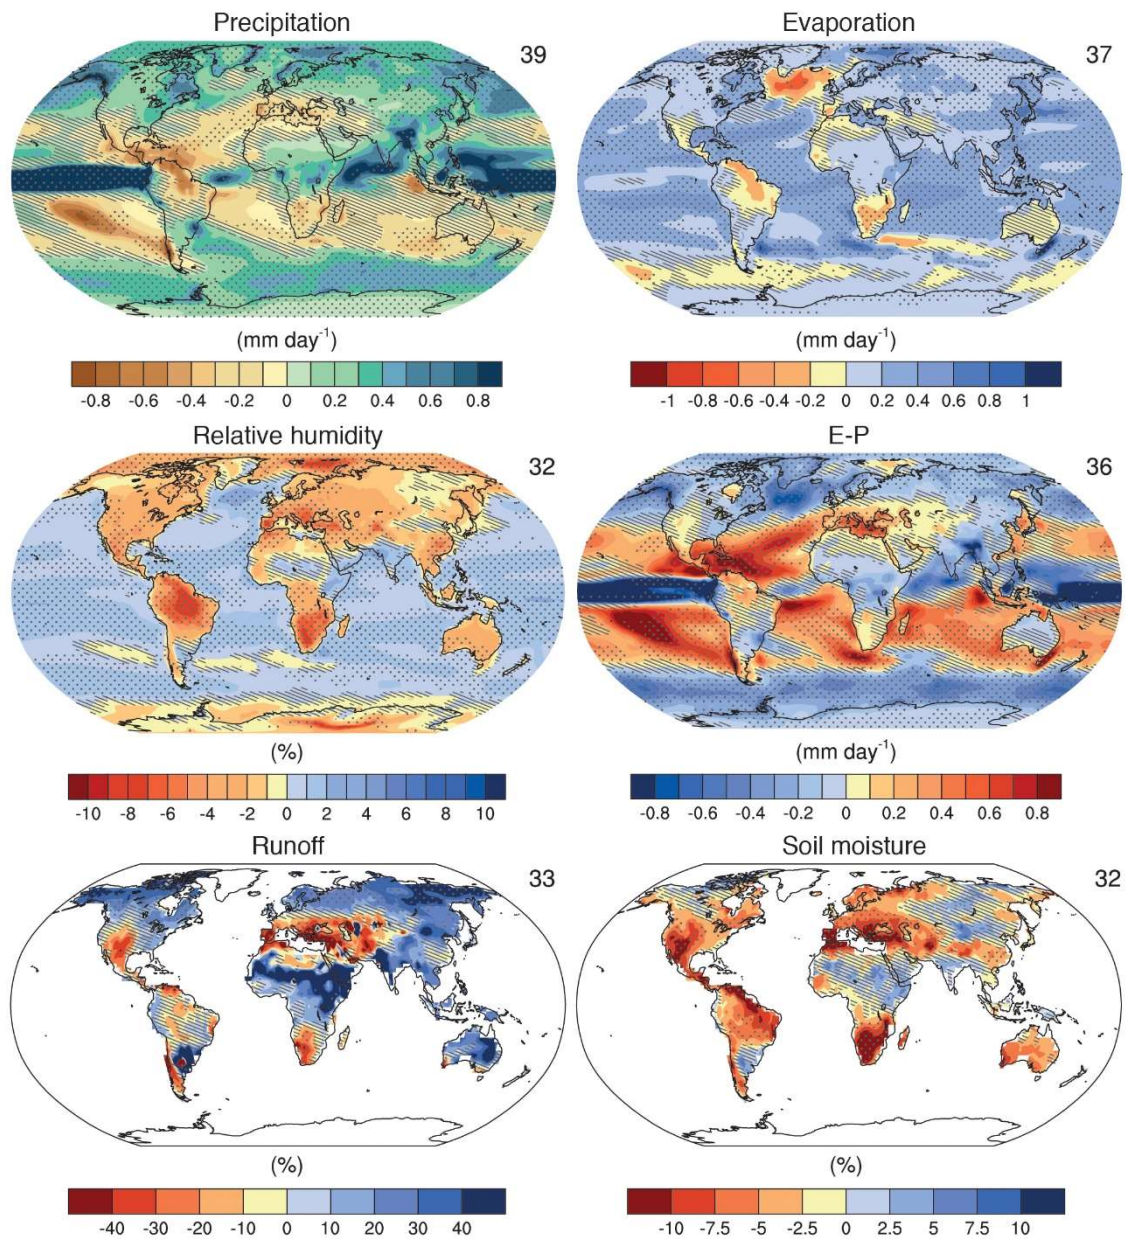 Precipitation
39
(mm day⁻¹)
-0.8 -0.6 -0.4 -0.2 0 0.2 0.4 0.6 0.8
Evaporation
37
(mm day⁻¹)
-1 -0.8 -0.6 -0.4 -0.2 0 0.2 0.4 0.6 0.8 1
Relative humidity
32
(%)
-10 -8 -6 -4 -2 0 2 4 6 8 10
E-P
36
(mm day⁻¹)
-0.8 -0.6 -0.4 -0.2 0 0.2 0.4 0.6 0.8
Runoff
33
(%)
-40 -30 -20 -10 0 10 20 30 40
Soil moisture
32
(%)
-10 -7.5 -5 -2.5 0 2.5 5 7.5 10